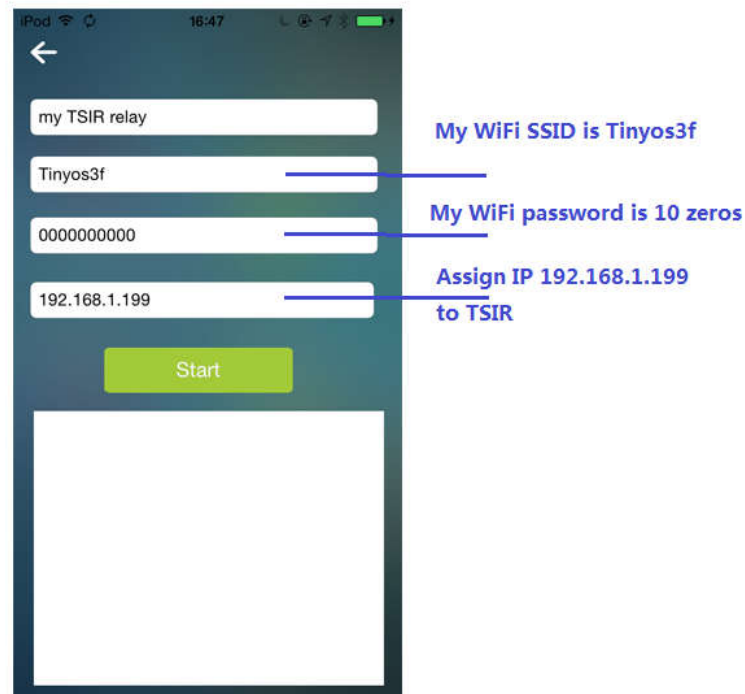 iPod 16:47
my TSIR relay
My WiFi SSID is Tinyos3f
Tinyos3f
My WiFi password is 10 zeros
0000000000
Assign IP 192.168.1.199
to TSIR
192.168.1.199
Start